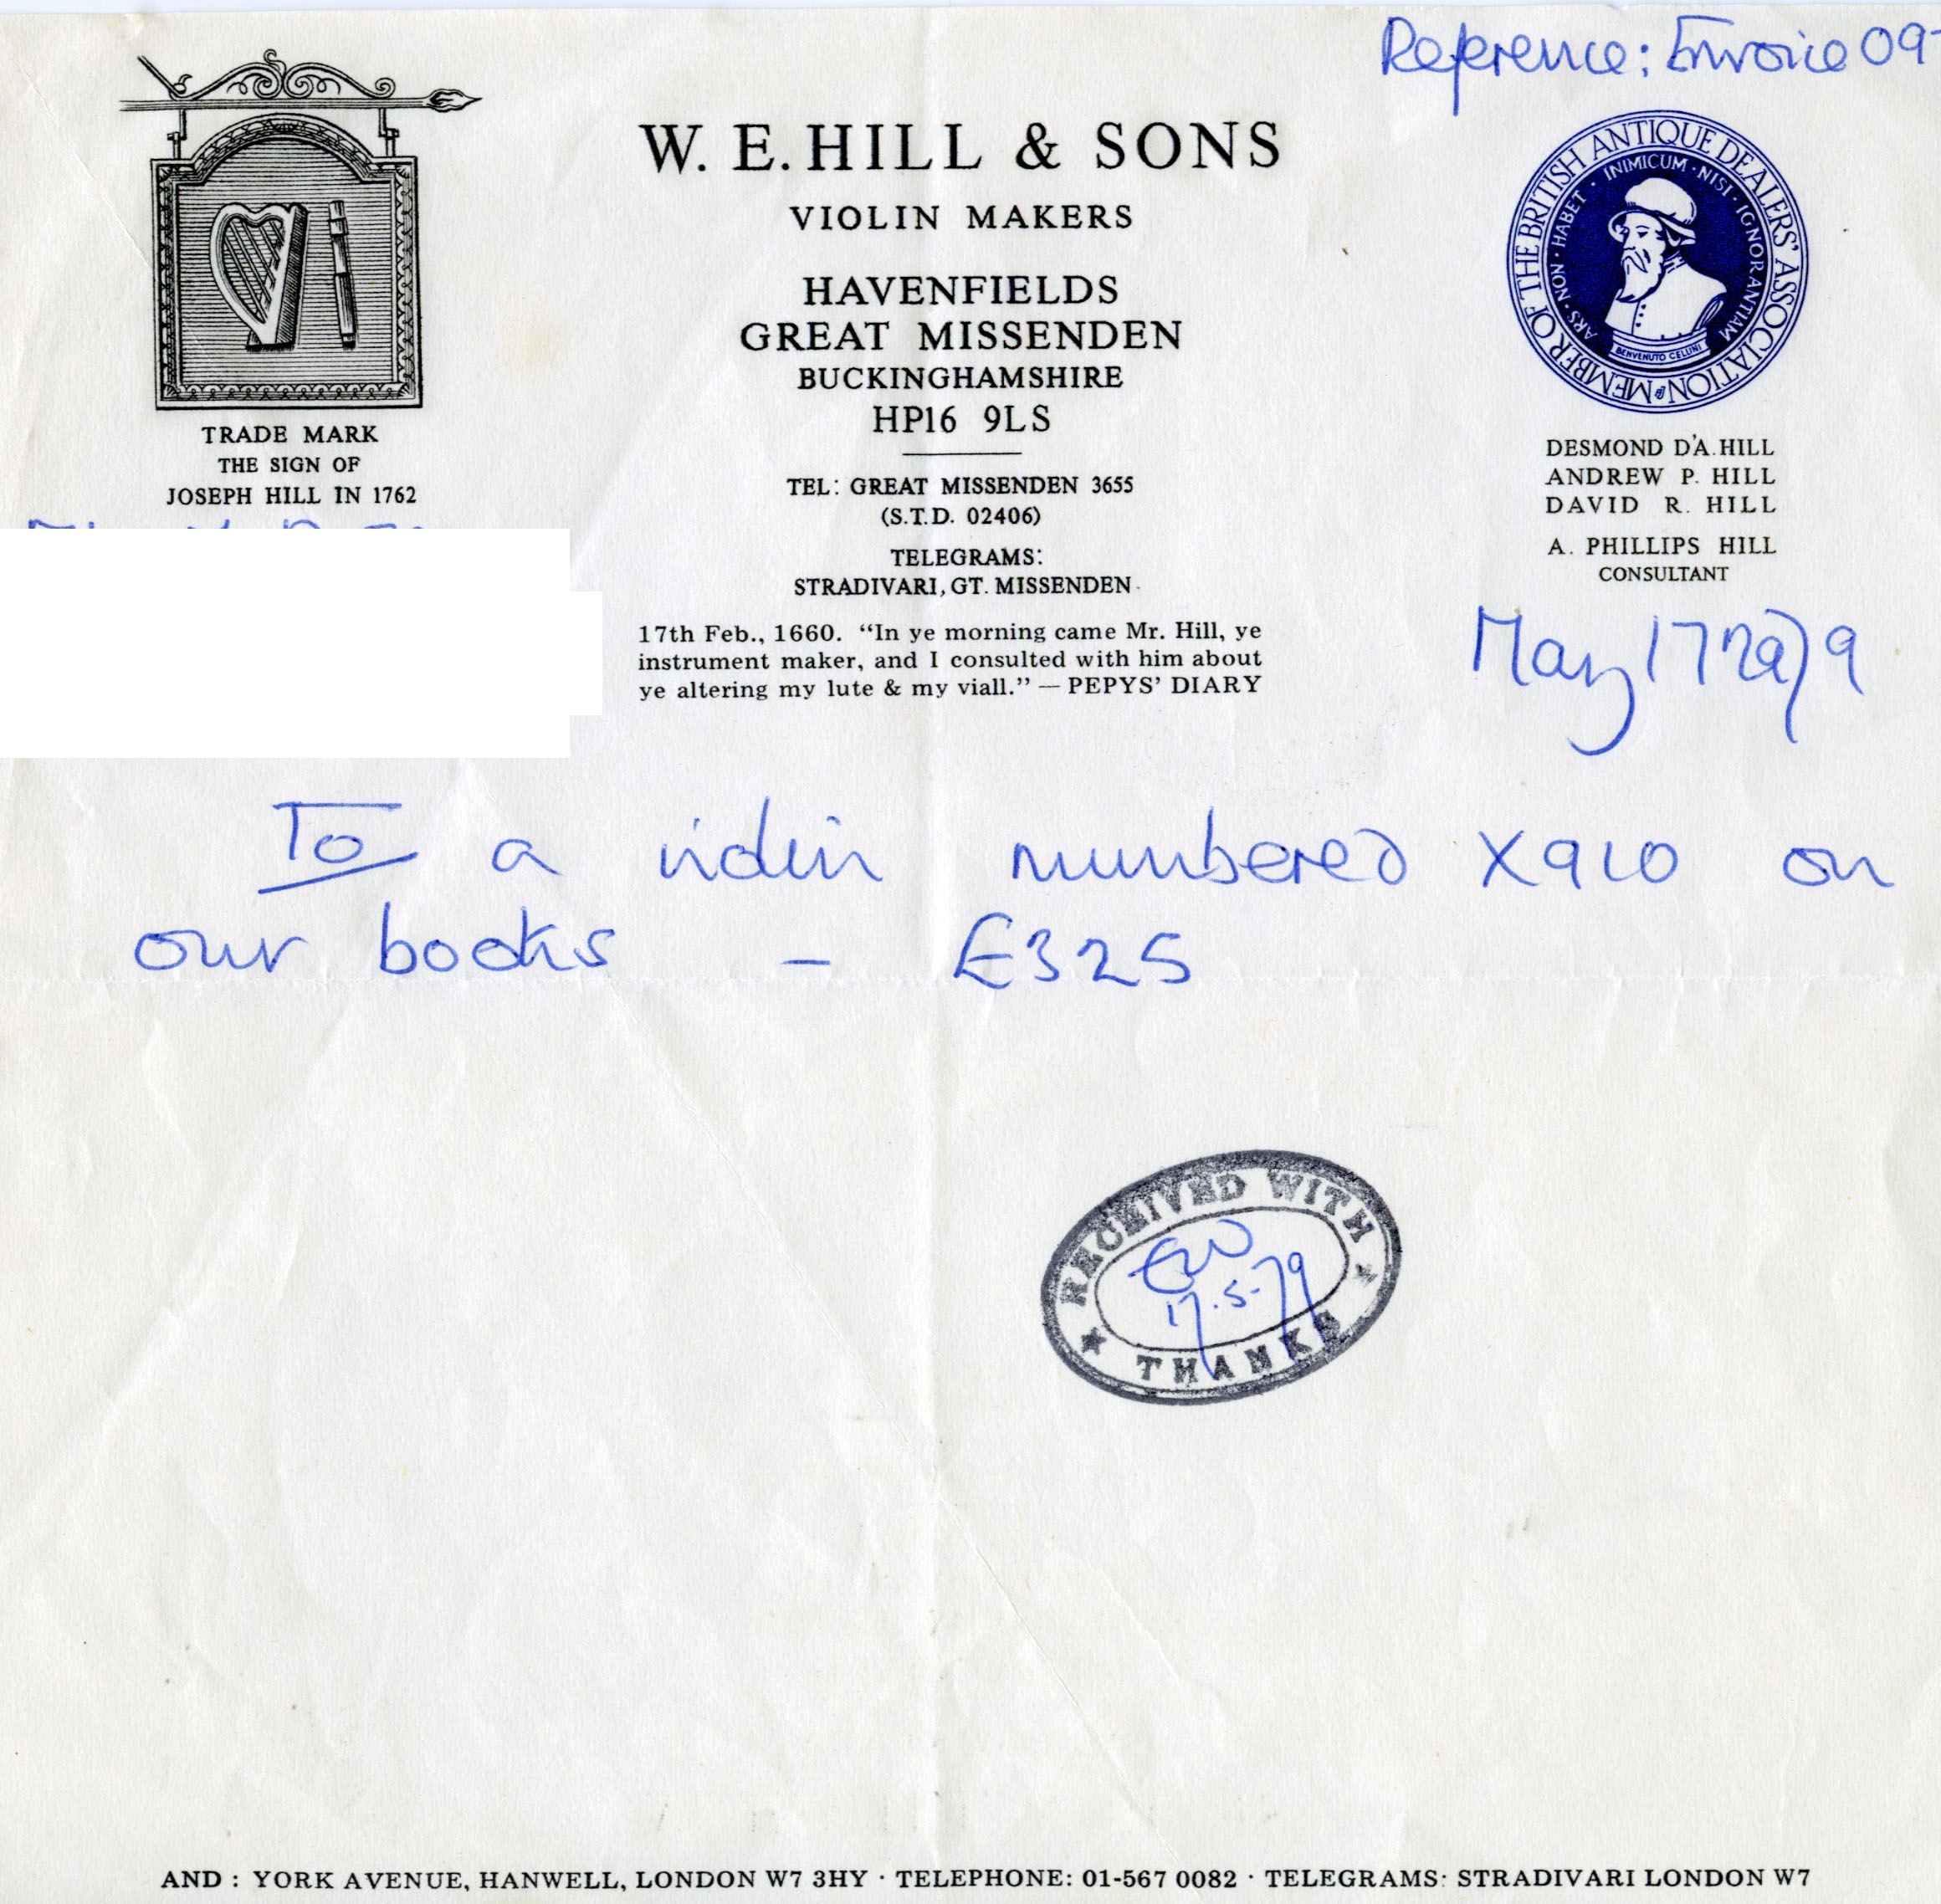 Reference: Invoice 09
W. E. HILL & SONS
VIOLIN MAKERS
HAVENFIELDS
GREAT MISSENDEN
BUCKINGHAMSHIRE
HP16 9LS
TEL: GREAT MISSENDEN 3655
(S.T.D. 02406)
TELEGRAMS:
STRADIVARI, GT. MISSENDEN
17th Feb., 1660. “In ye morning came Mr. Hill, ye
instrument maker, and I consulted with him about
ye altering my lute & my viall.” — PEPYS’ DIARY
TRADE MARK
THE SIGN OF
JOSEPH HILL IN 1762
MEMBER OF THE BRITISH ANTIQUE DEALERS' ASSOCIATION
ARS · NON · HABET · INIMICUM · NISI · IGNORANTIAM
BENVENUTO CELLINI
DESMOND D'A. HILL
ANDREW P. HILL
DAVID R. HILL
A. PHILLIPS HILL
CONSULTANT
May 17
To a violin numbered X910 on
our books - £325
RECEIVED WITH
17.5.79
THANKS
AND : YORK AVENUE, HANWELL, LONDON W7 3HY · TELEPHONE: 01-567 0082 · TELEGRAMS: STRADIVARI LONDON W7